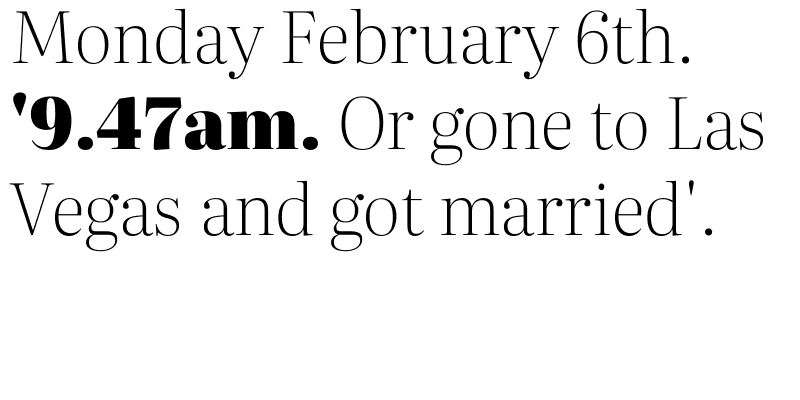 Monday February 6th.
'9.47am. Or gone to Las
Vegas and got married'.